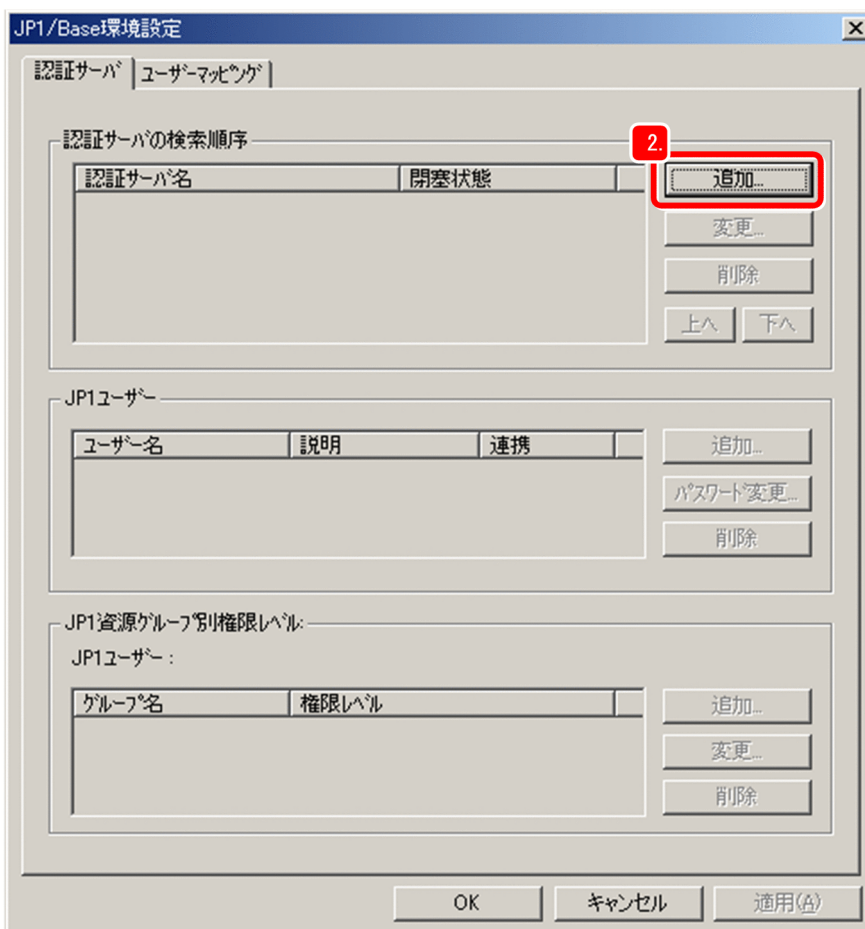 JP1/Base環境設定
認証サーバ ユーザーマッピング
認証サーバの検索順序
2.
認証サーバ名 閉塞状態 追加...
変更...
削除
上へ 下へ
JP1ユーザー
ユーザー名 説明 連携 追加...
パスワード変更...
削除
JP1資源グループ別権限レベル:
JP1ユーザー :
グループ名 権限レベル 追加...
変更...
削除
OK キャンセル 適用(A)